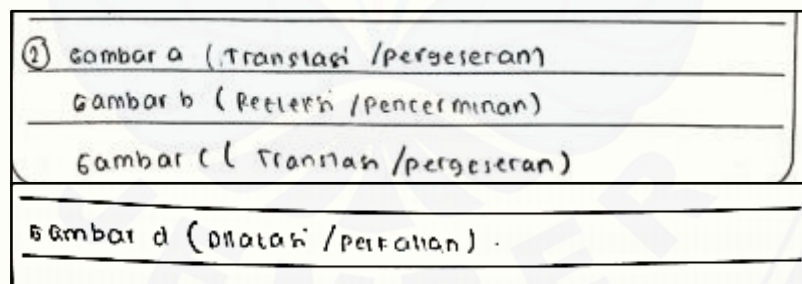 ② Gambar a (Translasi /pergeseran)
Gambar b (Refleksi /pencerminan)
Gambar c ( Translasi /pergeseran)
Gambar d (Dilatasi /perkalian).